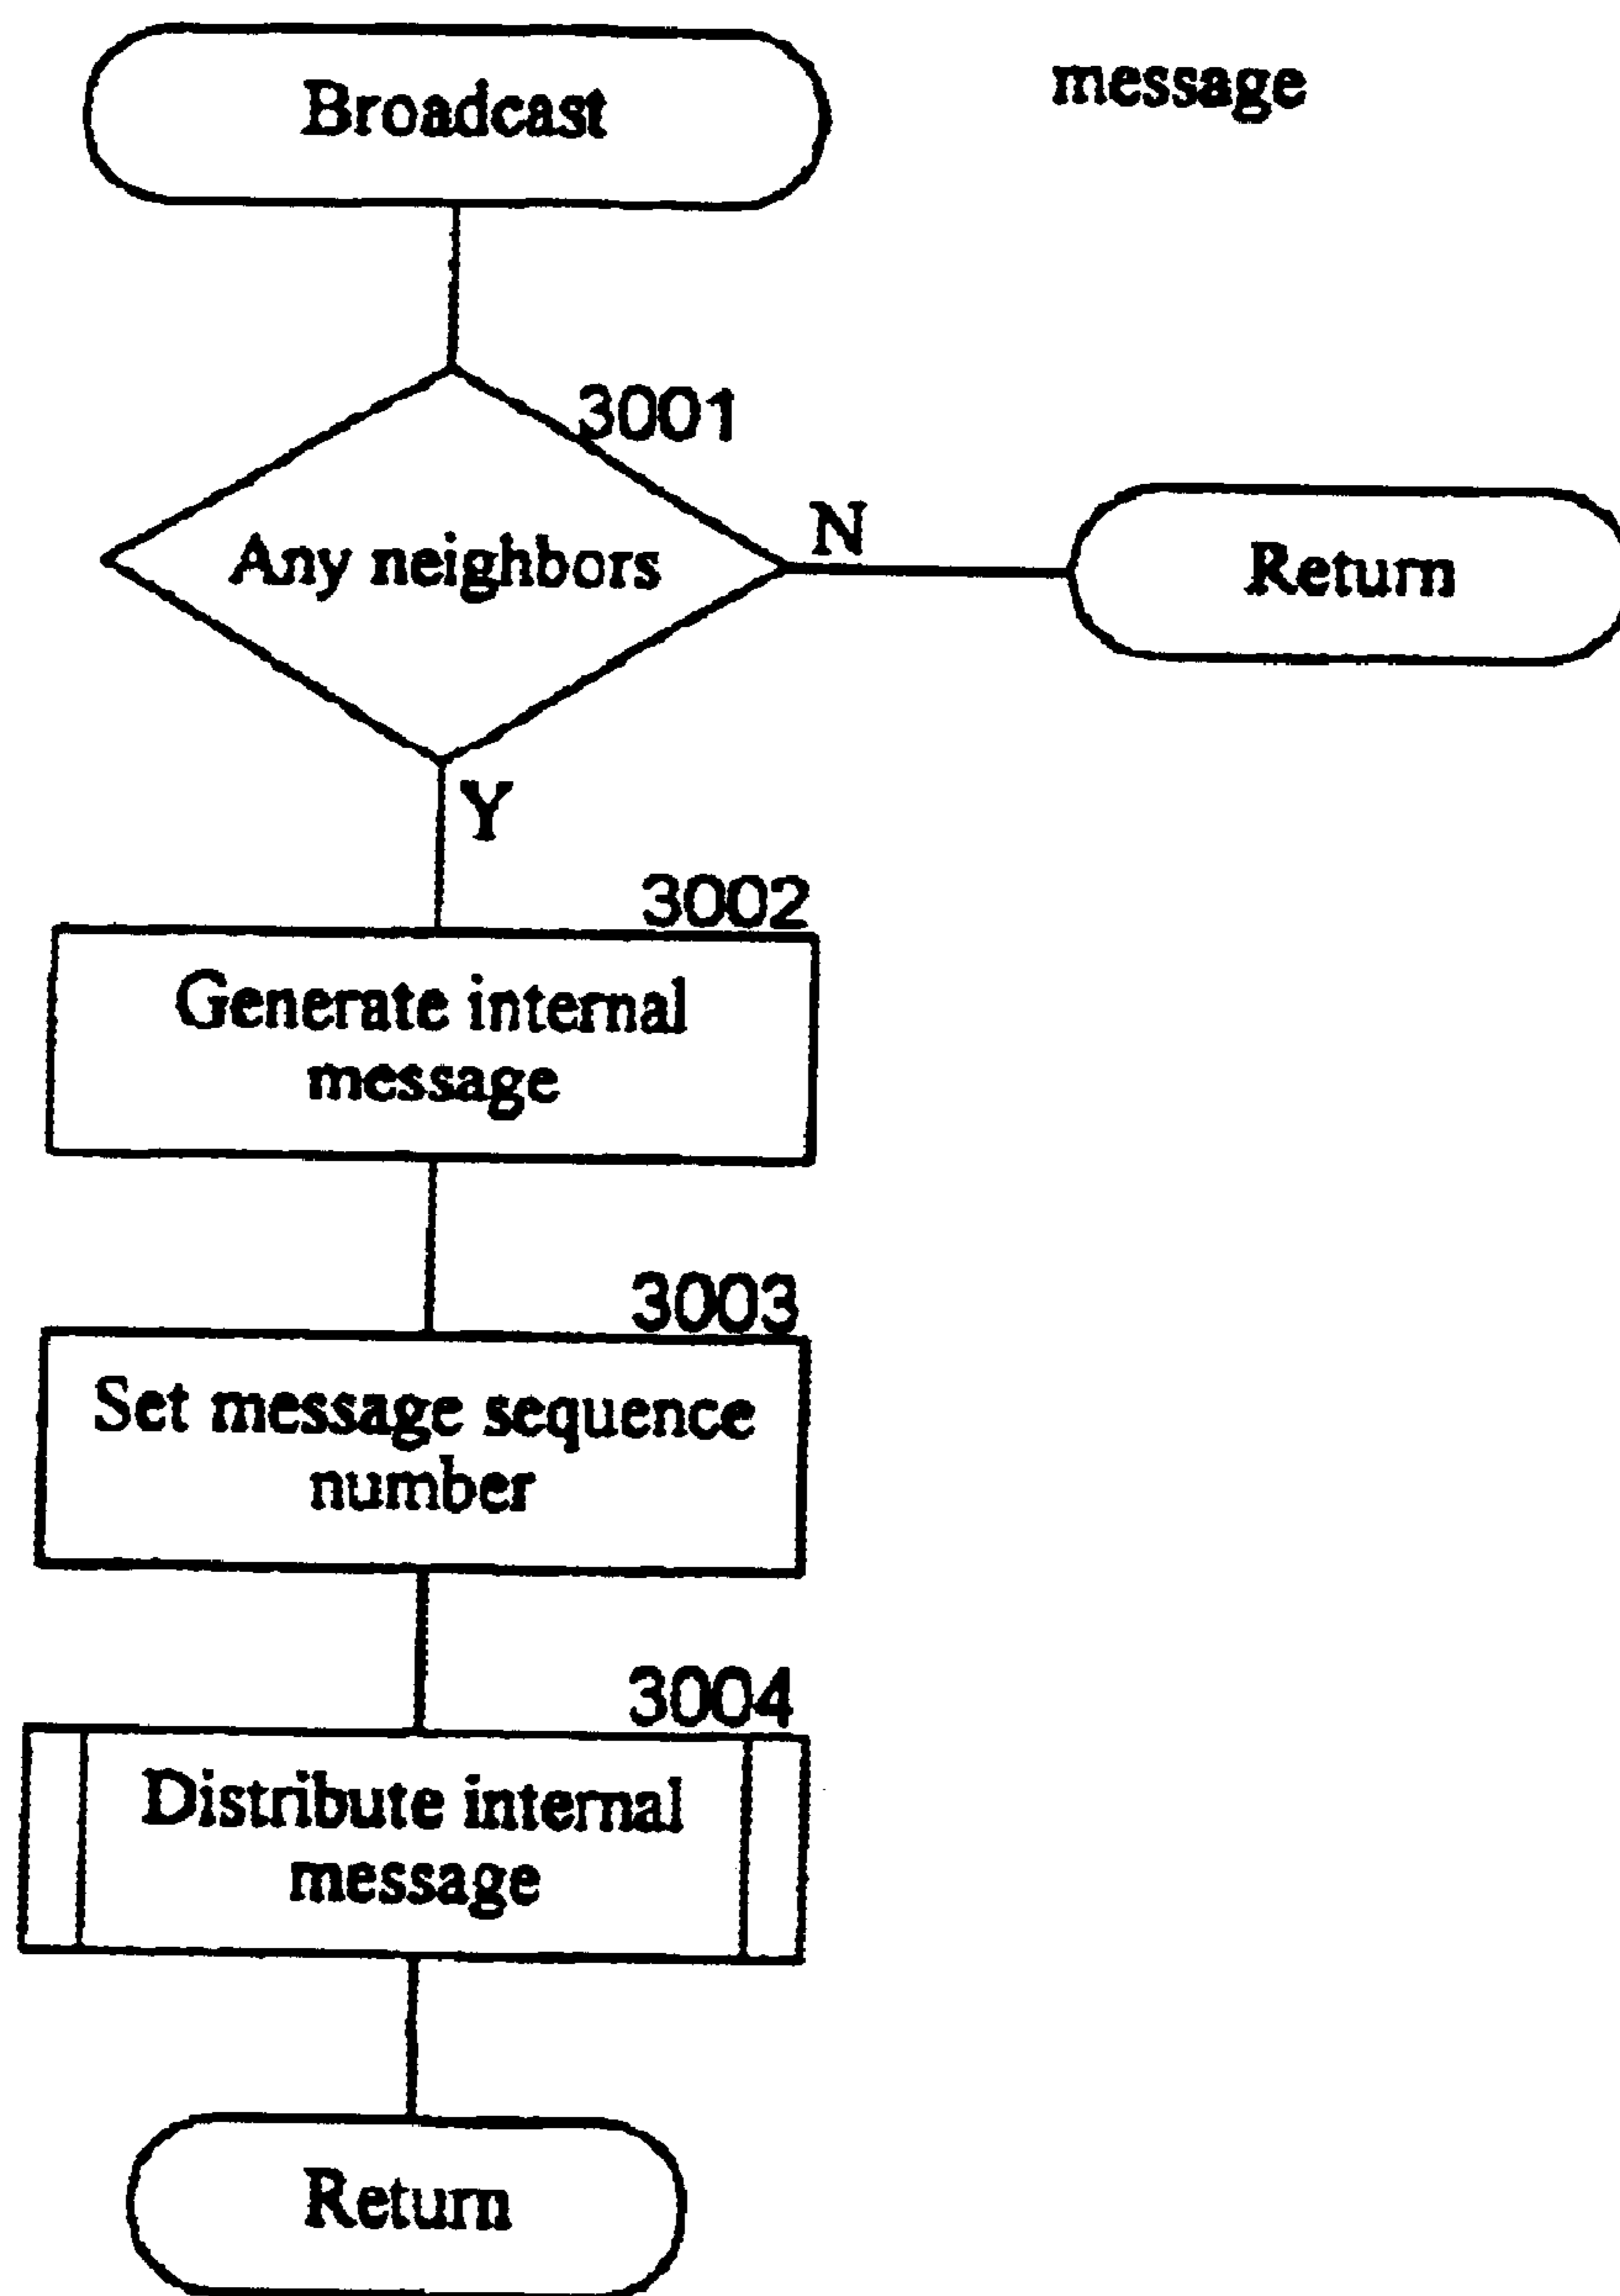 Broadcast
message
3001
Any neighbors
N
Return
Y
3002
Generate internal
message
3003
Set message sequence
number
3004
Distribute internal
message
Return